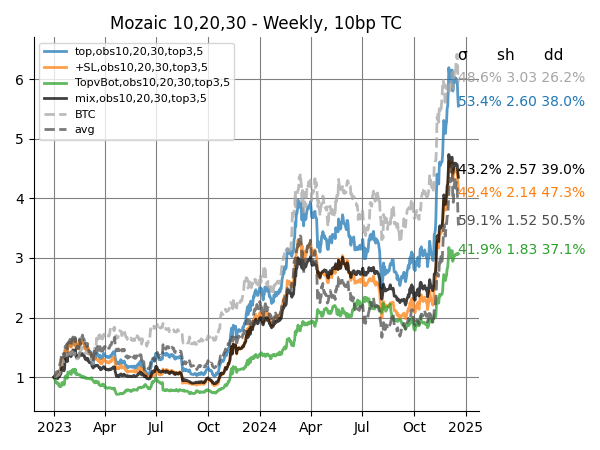 Mozaic 10,20,30 - Weekly, 10bp TC
top,obs10,20,30,top3,5
+SL,obs10,20,30,top3,5
TopvBot,obs10,20,30,top3,5
mix,obs10,20,30,top3,5
BTC
avg
σ sh dd
48.6% 3.03 26.2%
53.4% 2.60 38.0%
43.2% 2.57 39.0%
49.4% 2.14 47.3%
59.1% 1.52 50.5%
41.9% 1.83 37.1%
6
5
4
3
2
1
2023 Apr Jul Oct 2024 Apr Jul Oct 2025